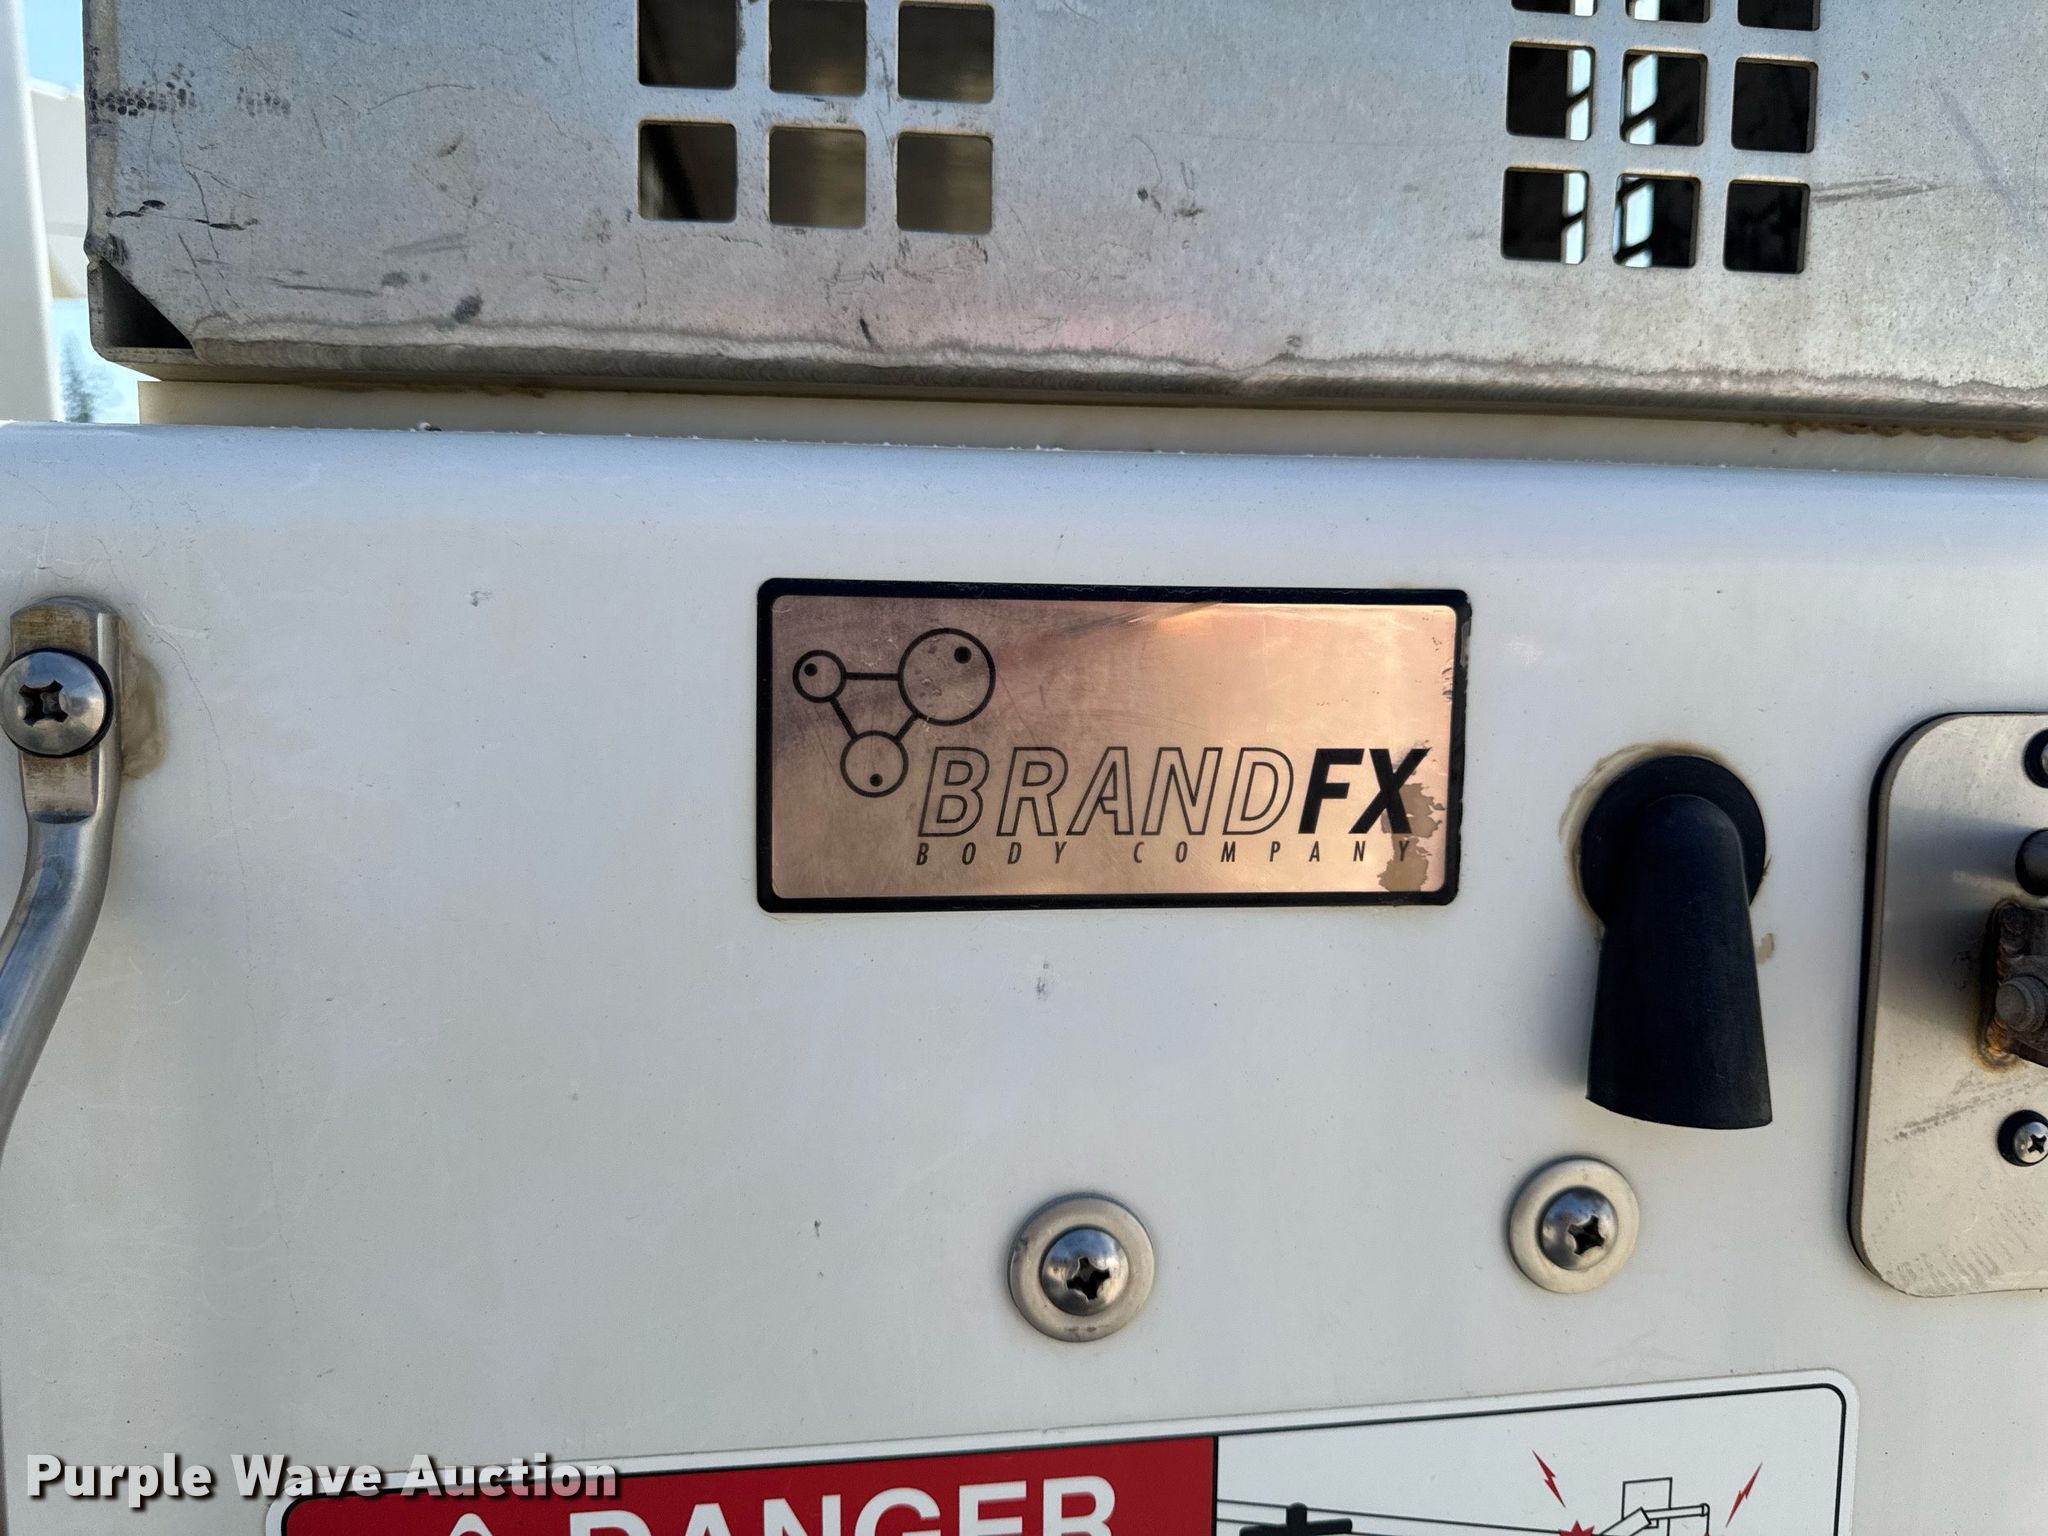 BRANDFX
BODY COMPANY
DANGER
Purple Wave Auction